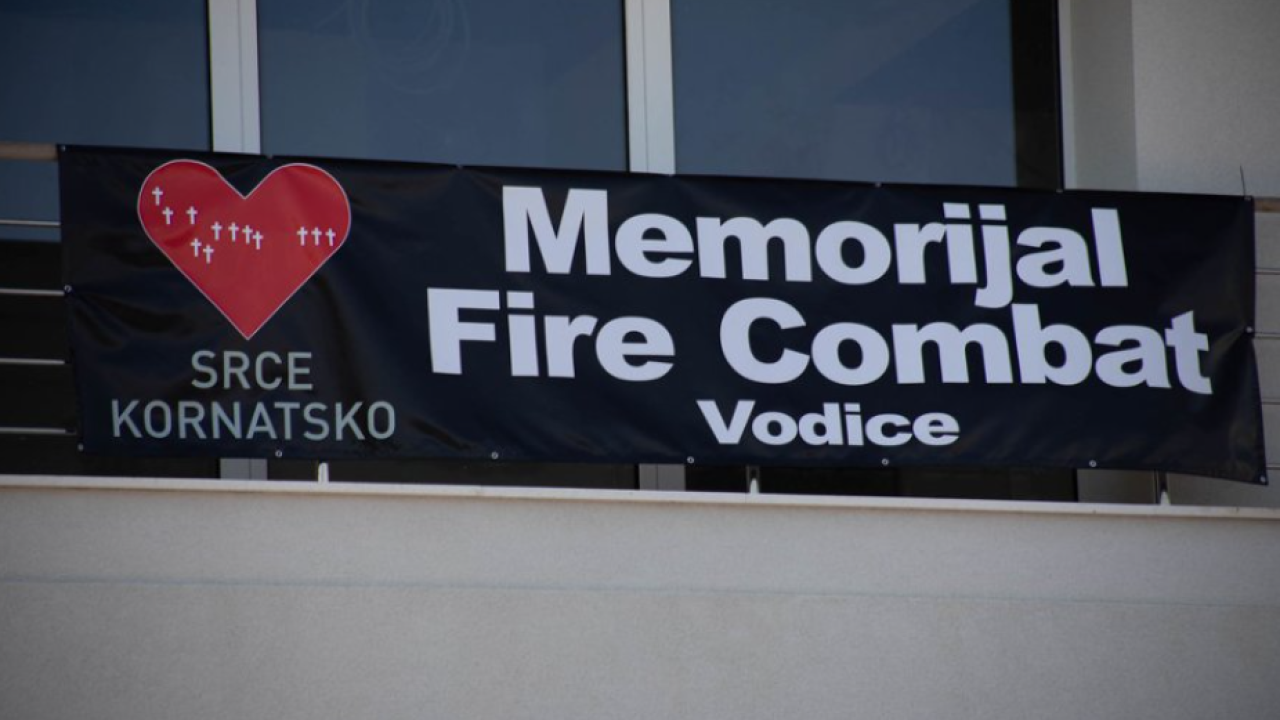 SRCE
KORNATSKO
Memorijal
Fire Combat
Vodice